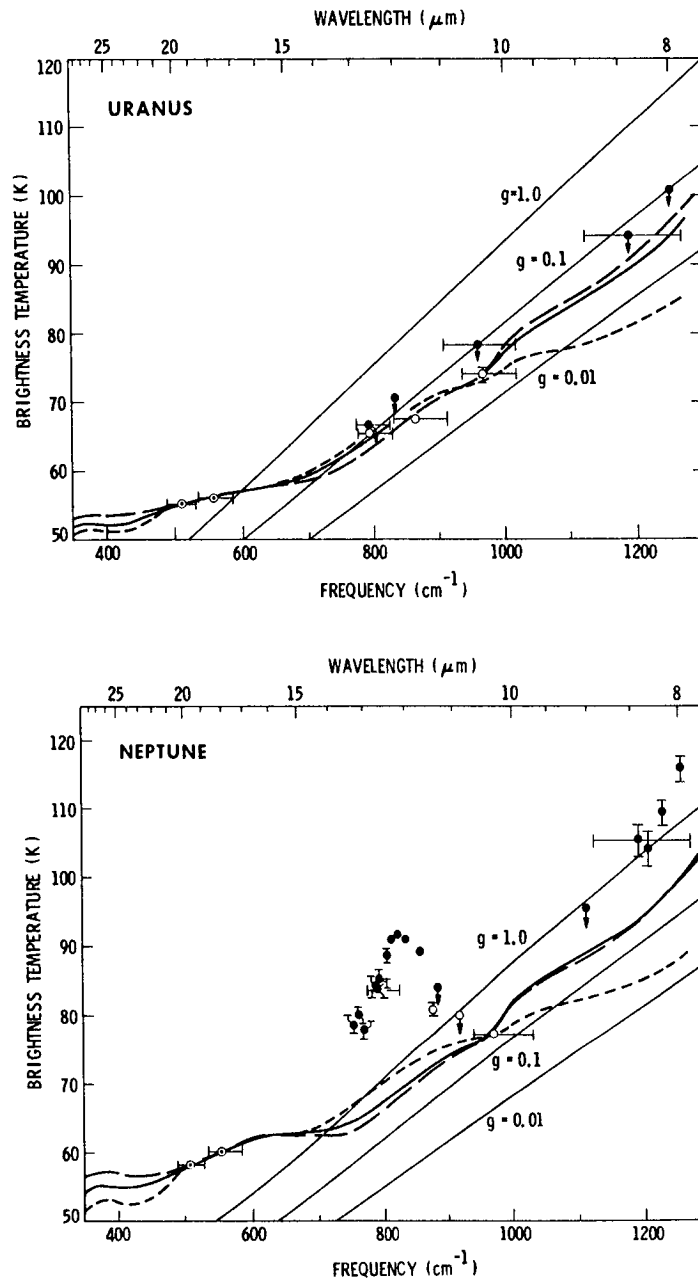 WAVELENGTH (μm)
25 20 15 10 8
120
URANUS
110
100
90
80
70
60
50
BRIGHTNESS TEMPERATURE (K)
g=1.0
g = 0.1
g = 0.01
400 600 800 1000 1200
FREQUENCY (cm-1)
WAVELENGTH (μm)
25 20 15 10 8
120
NEPTUNE
110
100
90
80
70
60
50
BRIGHTNESS TEMPERATURE (K)
g = 1.0
g = 0.1
g = 0.01
400 600 800 1000 1200
FREQUENCY (cm-1)